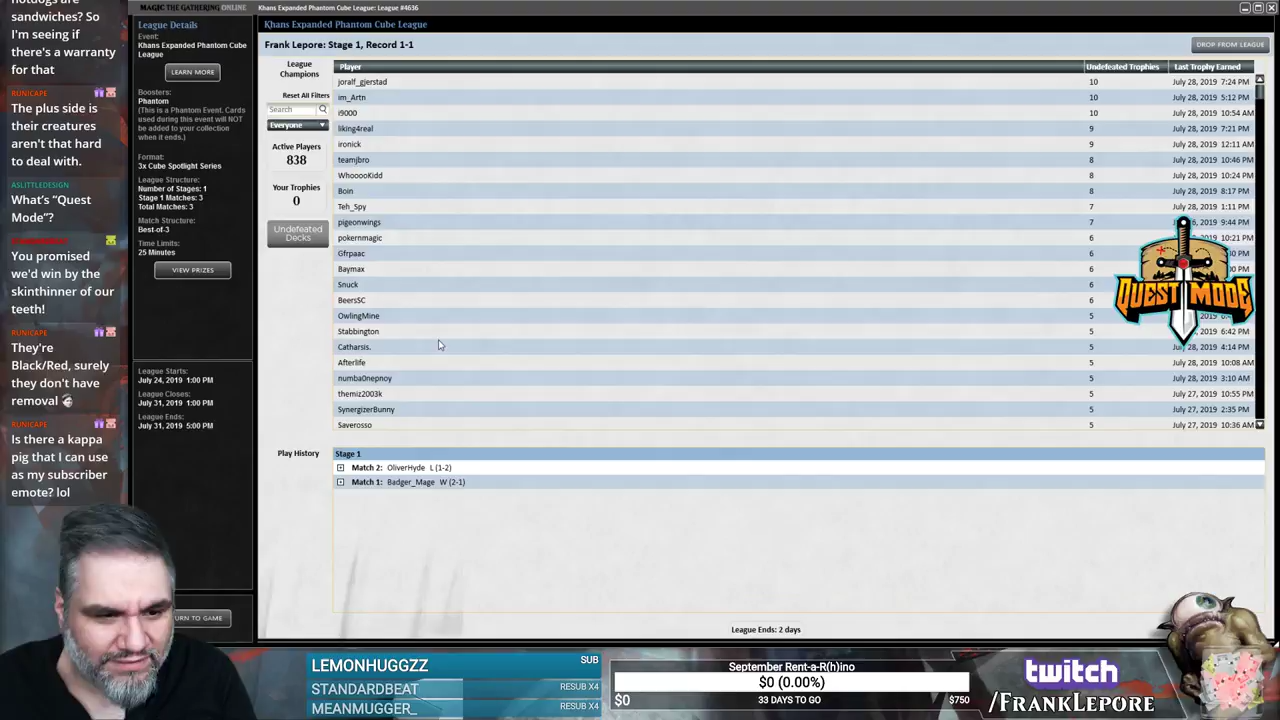 MAGIC THE GATHERING ONLINE
Khans Expanded Phantom Cube League: League #4636
sandwiches? So
I'm seeing if
there's a warranty
for that
RUNICAPE
The plus side is
their creatures
aren't that hard
to deal with.
ASLITTLEDESIGN
What's "Quest
Mode"?
You promised
we'd win by the
skinthinner of our
teeth!
RUNICAPE
They're
Black/Red, surely
they don't have
removal
RUNICAPE
Is there a kappa
pig that I can use
as my subscriber
emote? lol
League Details
Event:
Khans Expanded Phantom Cube
League
LEARN MORE
Boosters:
Phantom
(This is a Phantom Event. Cards
used during this event will NOT
be added to your collection
when it ends.)
Format:
3x Cube Spotlight Series
League Structure:
Number of Stages: 1
Stage 1 Matches: 3
Total Matches: 3
Match Structure:
Best-of-3
Time Limits:
25 Minutes
VIEW PRIZES
League Starts:
July 24, 2019 1:00 PM
League Closes:
July 31, 2019 1:00 PM
League Ends:
July 31, 2019 5:00 PM
URN TO GAME
Khans Expanded Phantom Cube League
Frank Lepore: Stage 1, Record 1-1
DROP FROM LEAGUE
League
Champions
Reset All Filters
Search
Everyone
Active Players
838
Your Trophies
0
Undefeated
Decks
Player Undefeated Trophies Last Trophy Earned
joralf_gjerstad 10 July 28, 2019 7:24 PM
im_Artn 10 July 28, 2019 5:12 PM
i9000 10 July 28, 2019 10:54 AM
liking4real 9 July 28, 2019 7:21 PM
ironick 9 July 28, 2019 12:11 AM
teamjbro 8 July 28, 2019 10:46 PM
WhooooKidd 8 July 28, 2019 10:24 PM
Boin 8 July 28, 2019 8:17 PM
Teh_Spy 7 July 28, 2019 1:11 PM
pigeonwings 7 9:44 PM
pokernmagic 6 10:21 PM
Gfrpaac 6 PM
Baymax 6 PM
Snuck 6
BeersSC 6
OwlingMine 5
Stabbington 5 July 28, 2019 6:42 PM
Catharsis. 5 July 28, 2019 4:14 PM
Afterlife 5 July 28, 2019 10:08 AM
numba0nepnoy 5 July 28, 2019 3:10 AM
themiz2003k 5 July 27, 2019 10:55 PM
SynergizerBunny 5 July 27, 2019 2:35 PM
Saverosso 5 July 27, 2019 10:36 AM
QUEST MODE
Play History
Stage 1
Match 2: OliverHyde L (1-2)
Match 1: Badger_Mage W (2-1)
League Ends: 2 days
LEMONHUGGZZ SUB
STANDARDBEAT RESUB X4
MEANMUGGER_ RESUB X4
September Rent-a-R(h)ino
$0 (0.00%)
$0 33 DAYS TO GO $750
twitch
/FRANKLEPORE